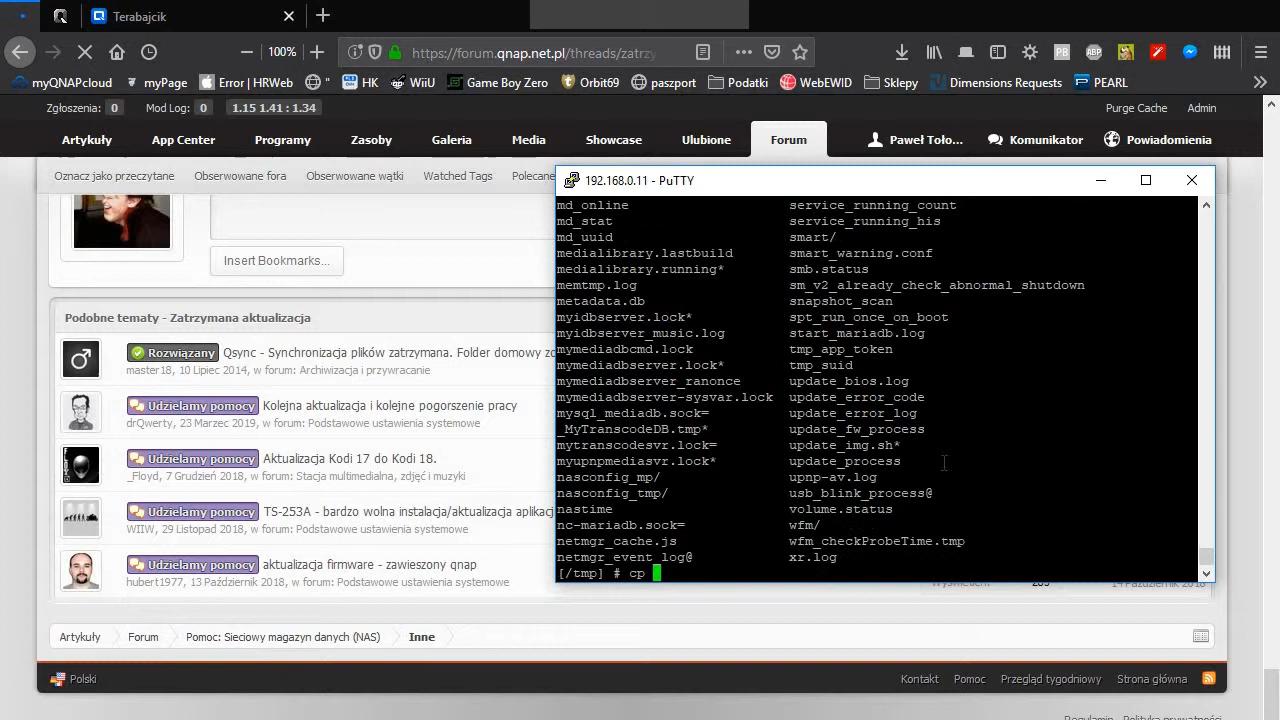 Terabajcik
100%
https://forum.qnap.net.pl/threads/zatrzy
myQNAPcloud
myPage
Error | HRWeb
"
HK
WiiU
Game Boy Zero
Orbit69
paszport
Podatki
WebEWID
Sklepy
Dimensions Requests
PEARL
Zgłoszenia: 0
Mod Log: 0
1.15 1.41 : 1.34
Purge Cache
Admin
Artykuły
App Center
Programy
Zasoby
Galeria
Media
Showcase
Ulubione
Forum
Paweł Toło...
Komunikator
Powiadomienia
Oznacz jako przeczytane
Obserwowane fora
Obserwowane wątki
Watched Tags
Polecane
Insert Bookmarks...
Podobne tematy - Zatrzymana aktualizacja
Rozwiązany Qsync - Synchronizacja plików zatrzymana. Folder domowy zo
master18, 10 Lipiec 2014, w forum: Archiwizacja i przywracanie
Udzielamy pomocy Kolejna aktualizacja i kolejne pogorszenie pracy
drQwerty, 23 Marzec 2019, w forum: Podstawowe ustawienia systemowe
Udzielamy pomocy Aktualizacja Kodi 17 do Kodi 18.
_Floyd, 7 Grudzień 2018, w forum: Stacja multimedialna, zdjęć i muzyki
Udzielamy pomocy TS-253A - bardzo wolna instalacja/aktualizacja aplikacj
WWIE, 29 Listopad 2018, w forum: Podstawowe ustawienia systemowe
Udzielamy pomocy aktualizacja firmware - zawieszony qnap
hubert1977, 13 Październik 2018, w forum: Podstawowe ustawienia systemowe
192.168.0.11 - PuTTY
md_online service_running_count
md_stat service_running_his
md_uuid smart/
medialibrary.lastbuild smart_warning.conf
medialibrary.running* smb.status
memtmp.log sm_v2_already_check_abnormal_shutdown
metadata.db snapshot_scan
myidbserver.lock* spt_run_once_on_boot
myidbserver_music.log start_mariadb.log
mymediadbcmd.lock tmp_app_token
mymediadbserver.lock* tmp_suid
mymediadbserver_ranonce update_bios.log
mymediadbserver-sysvar.lock update_error_code
mysql_mediadb.sock= update_error_log
_MyTranscodeDB.tmp* update_fw_process
mytranscodesvr.lock= update_img.sh*
myupnpmediasvr.lock* update_process
nasconfig_mp/ upnp-av.log
nasconfig_tmp/ usb_blink_process@
nastime volume.status
nc-mariadb.sock= wfm/
netmgr_cache.js wfm_checkProbeTime.tmp
netmgr_event_log@ xr.log
[/tmp] # cp
Artykuły
Forum
Pomoc: Sieciowy magazyn danych (NAS)
Inne
Polski
Kontakt
Pomoc
Przegląd tygodniowy
Strona główna